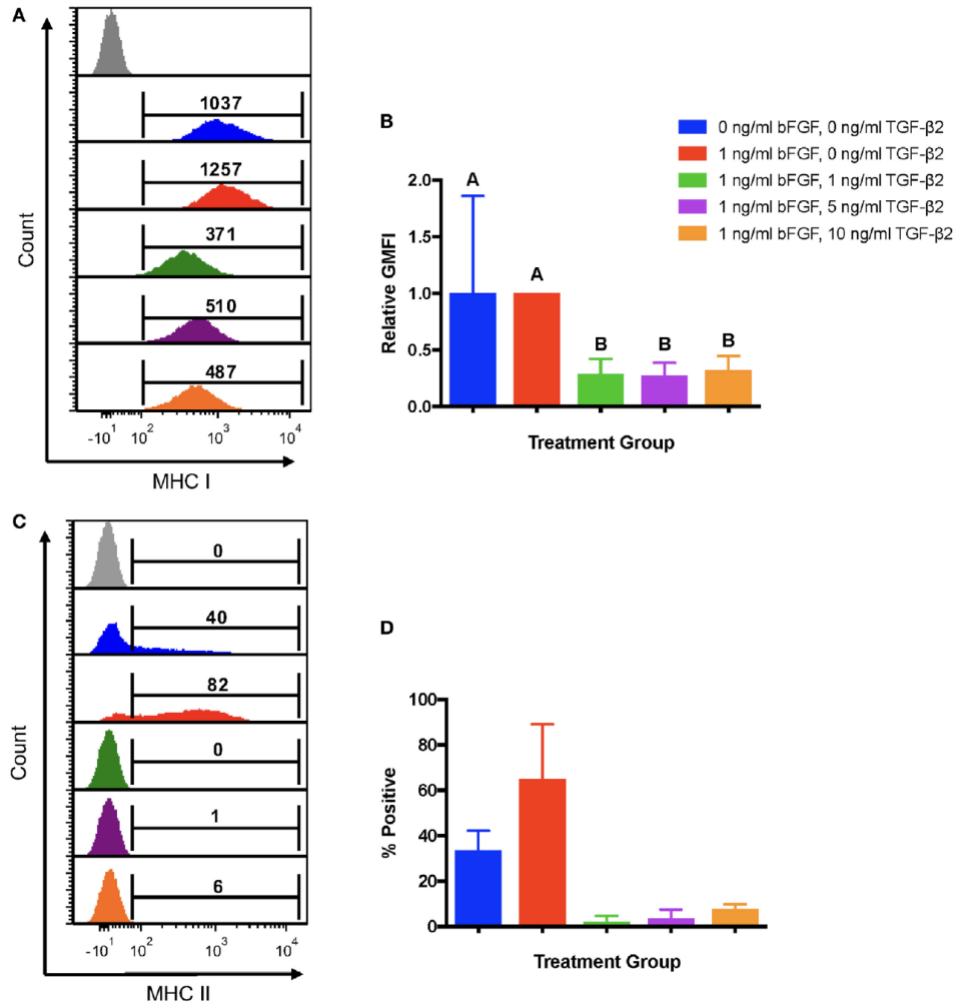 A
1037
1257
371
510
487
Count
-10¹ 10² 10³ 10⁴
MHC I
B
0 ng/ml bFGF, 0 ng/ml TGF-β2
1 ng/ml bFGF, 0 ng/ml TGF-β2
1 ng/ml bFGF, 1 ng/ml TGF-β2
1 ng/ml bFGF, 5 ng/ml TGF-β2
1 ng/ml bFGF, 10 ng/ml TGF-β2
2.0
1.5
1.0
0.5
0.0
Relative GMFI
A A B B B
Treatment Group
C
0
40
82
0
1
6
Count
-10¹ 10² 10³ 10⁴
MHC II
D
100
80
60
40
20
0
% Positive
Treatment Group